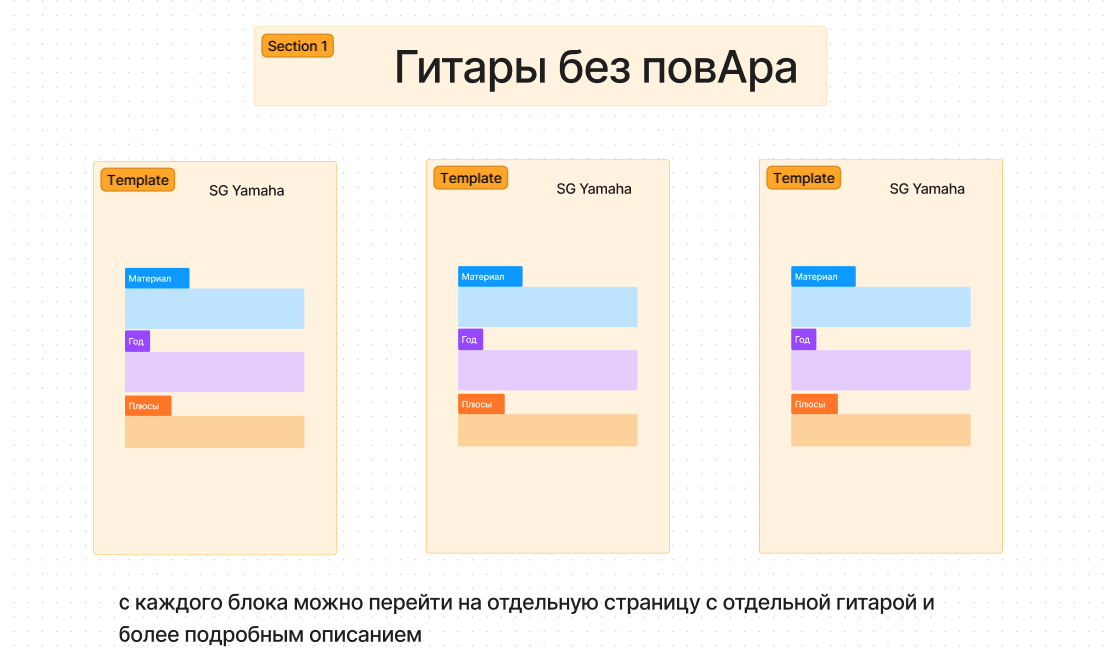 Section 1
Гитары без повАра
Template
SG Yamaha
Материал
Год
Плюсы
Template
SG Yamaha
Материал
Год
Плюсы
Template
SG Yamaha
Материал
Год
Плюсы
с каждого блока можно перейти на отдельную страницу с отдельной гитарой и
более подробным описанием